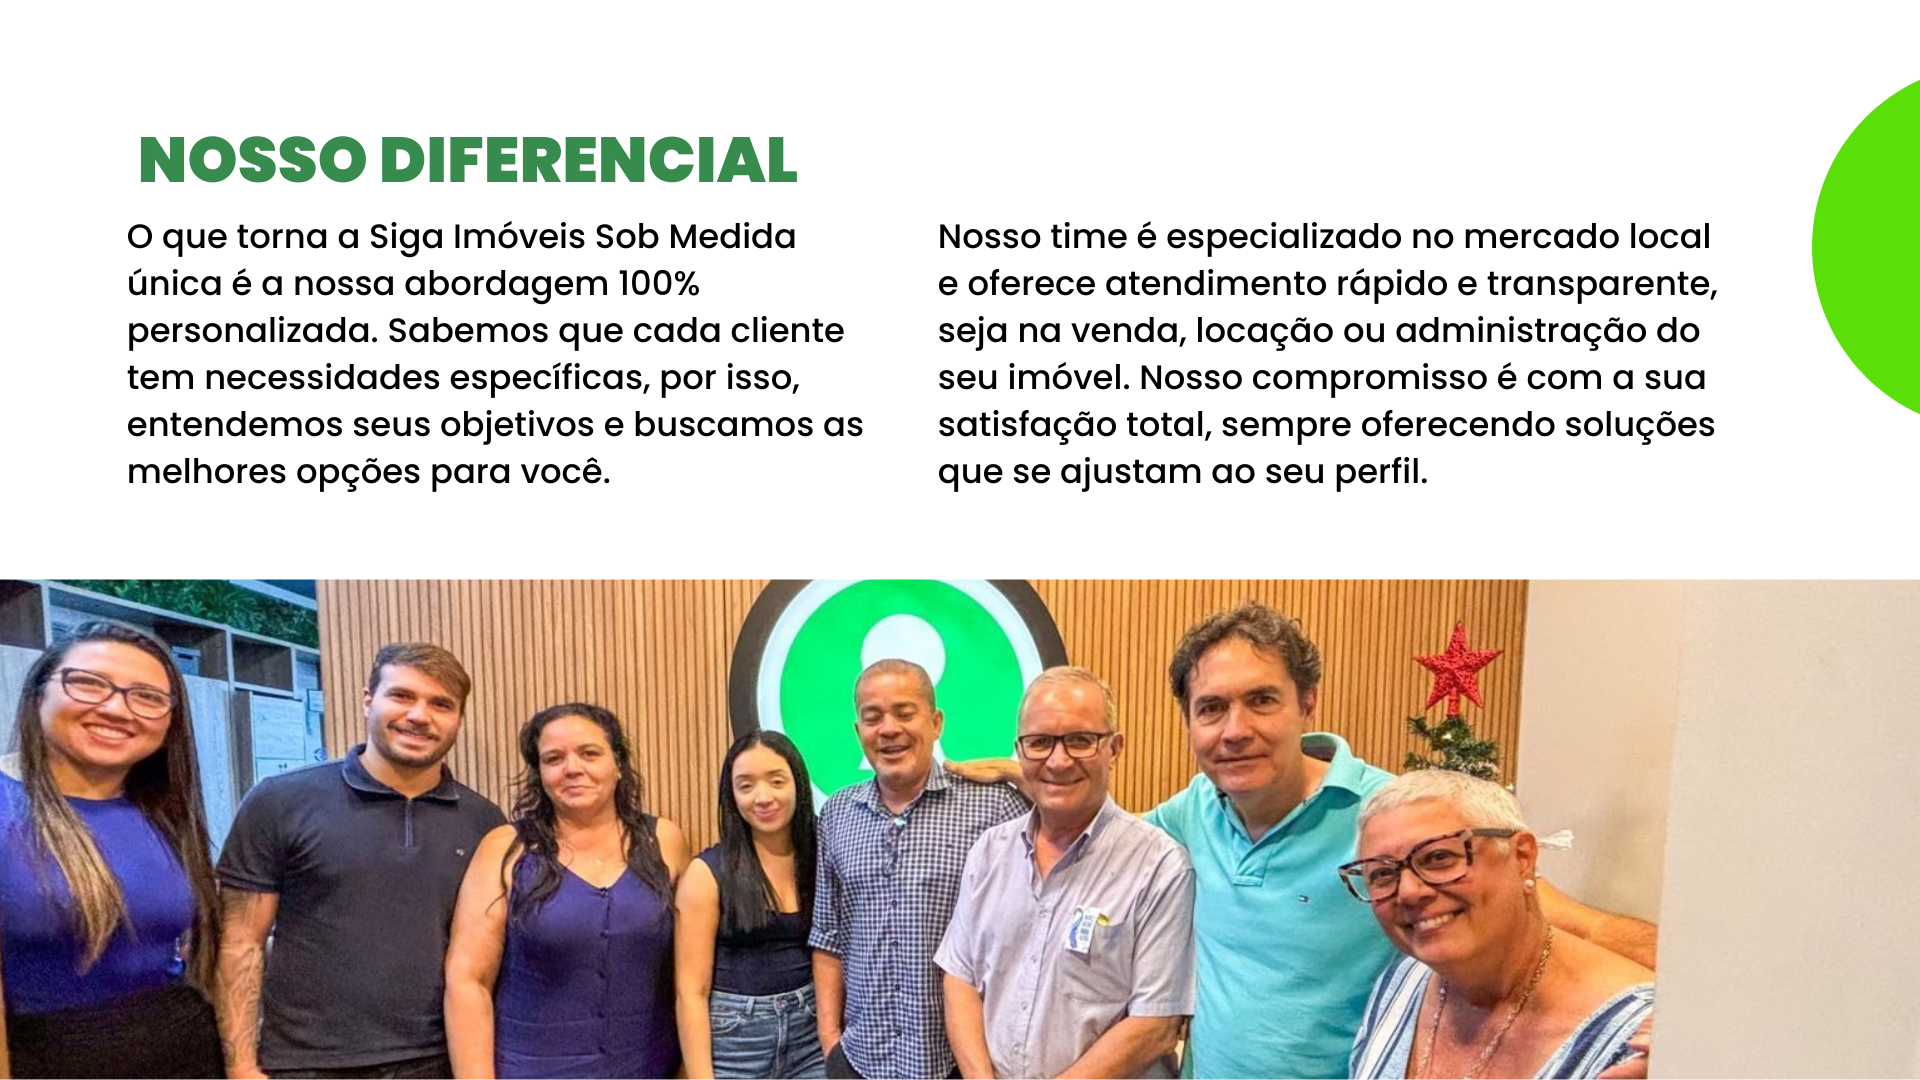 NOSSO DIFERENCIAL
O que torna a Siga Imóveis Sob Medida
única é a nossa abordagem 100%
personalizada. Sabemos que cada cliente
tem necessidades específicas, por isso,
entendemos seus objetivos e buscamos as
melhores opções para você.
Nosso time é especializado no mercado local
e oferece atendimento rápido e transparente,
seja na venda, locação ou administração do
seu imóvel. Nosso compromisso é com a sua
satisfação total, sempre oferecendo soluções
que se ajustam ao seu perfil.